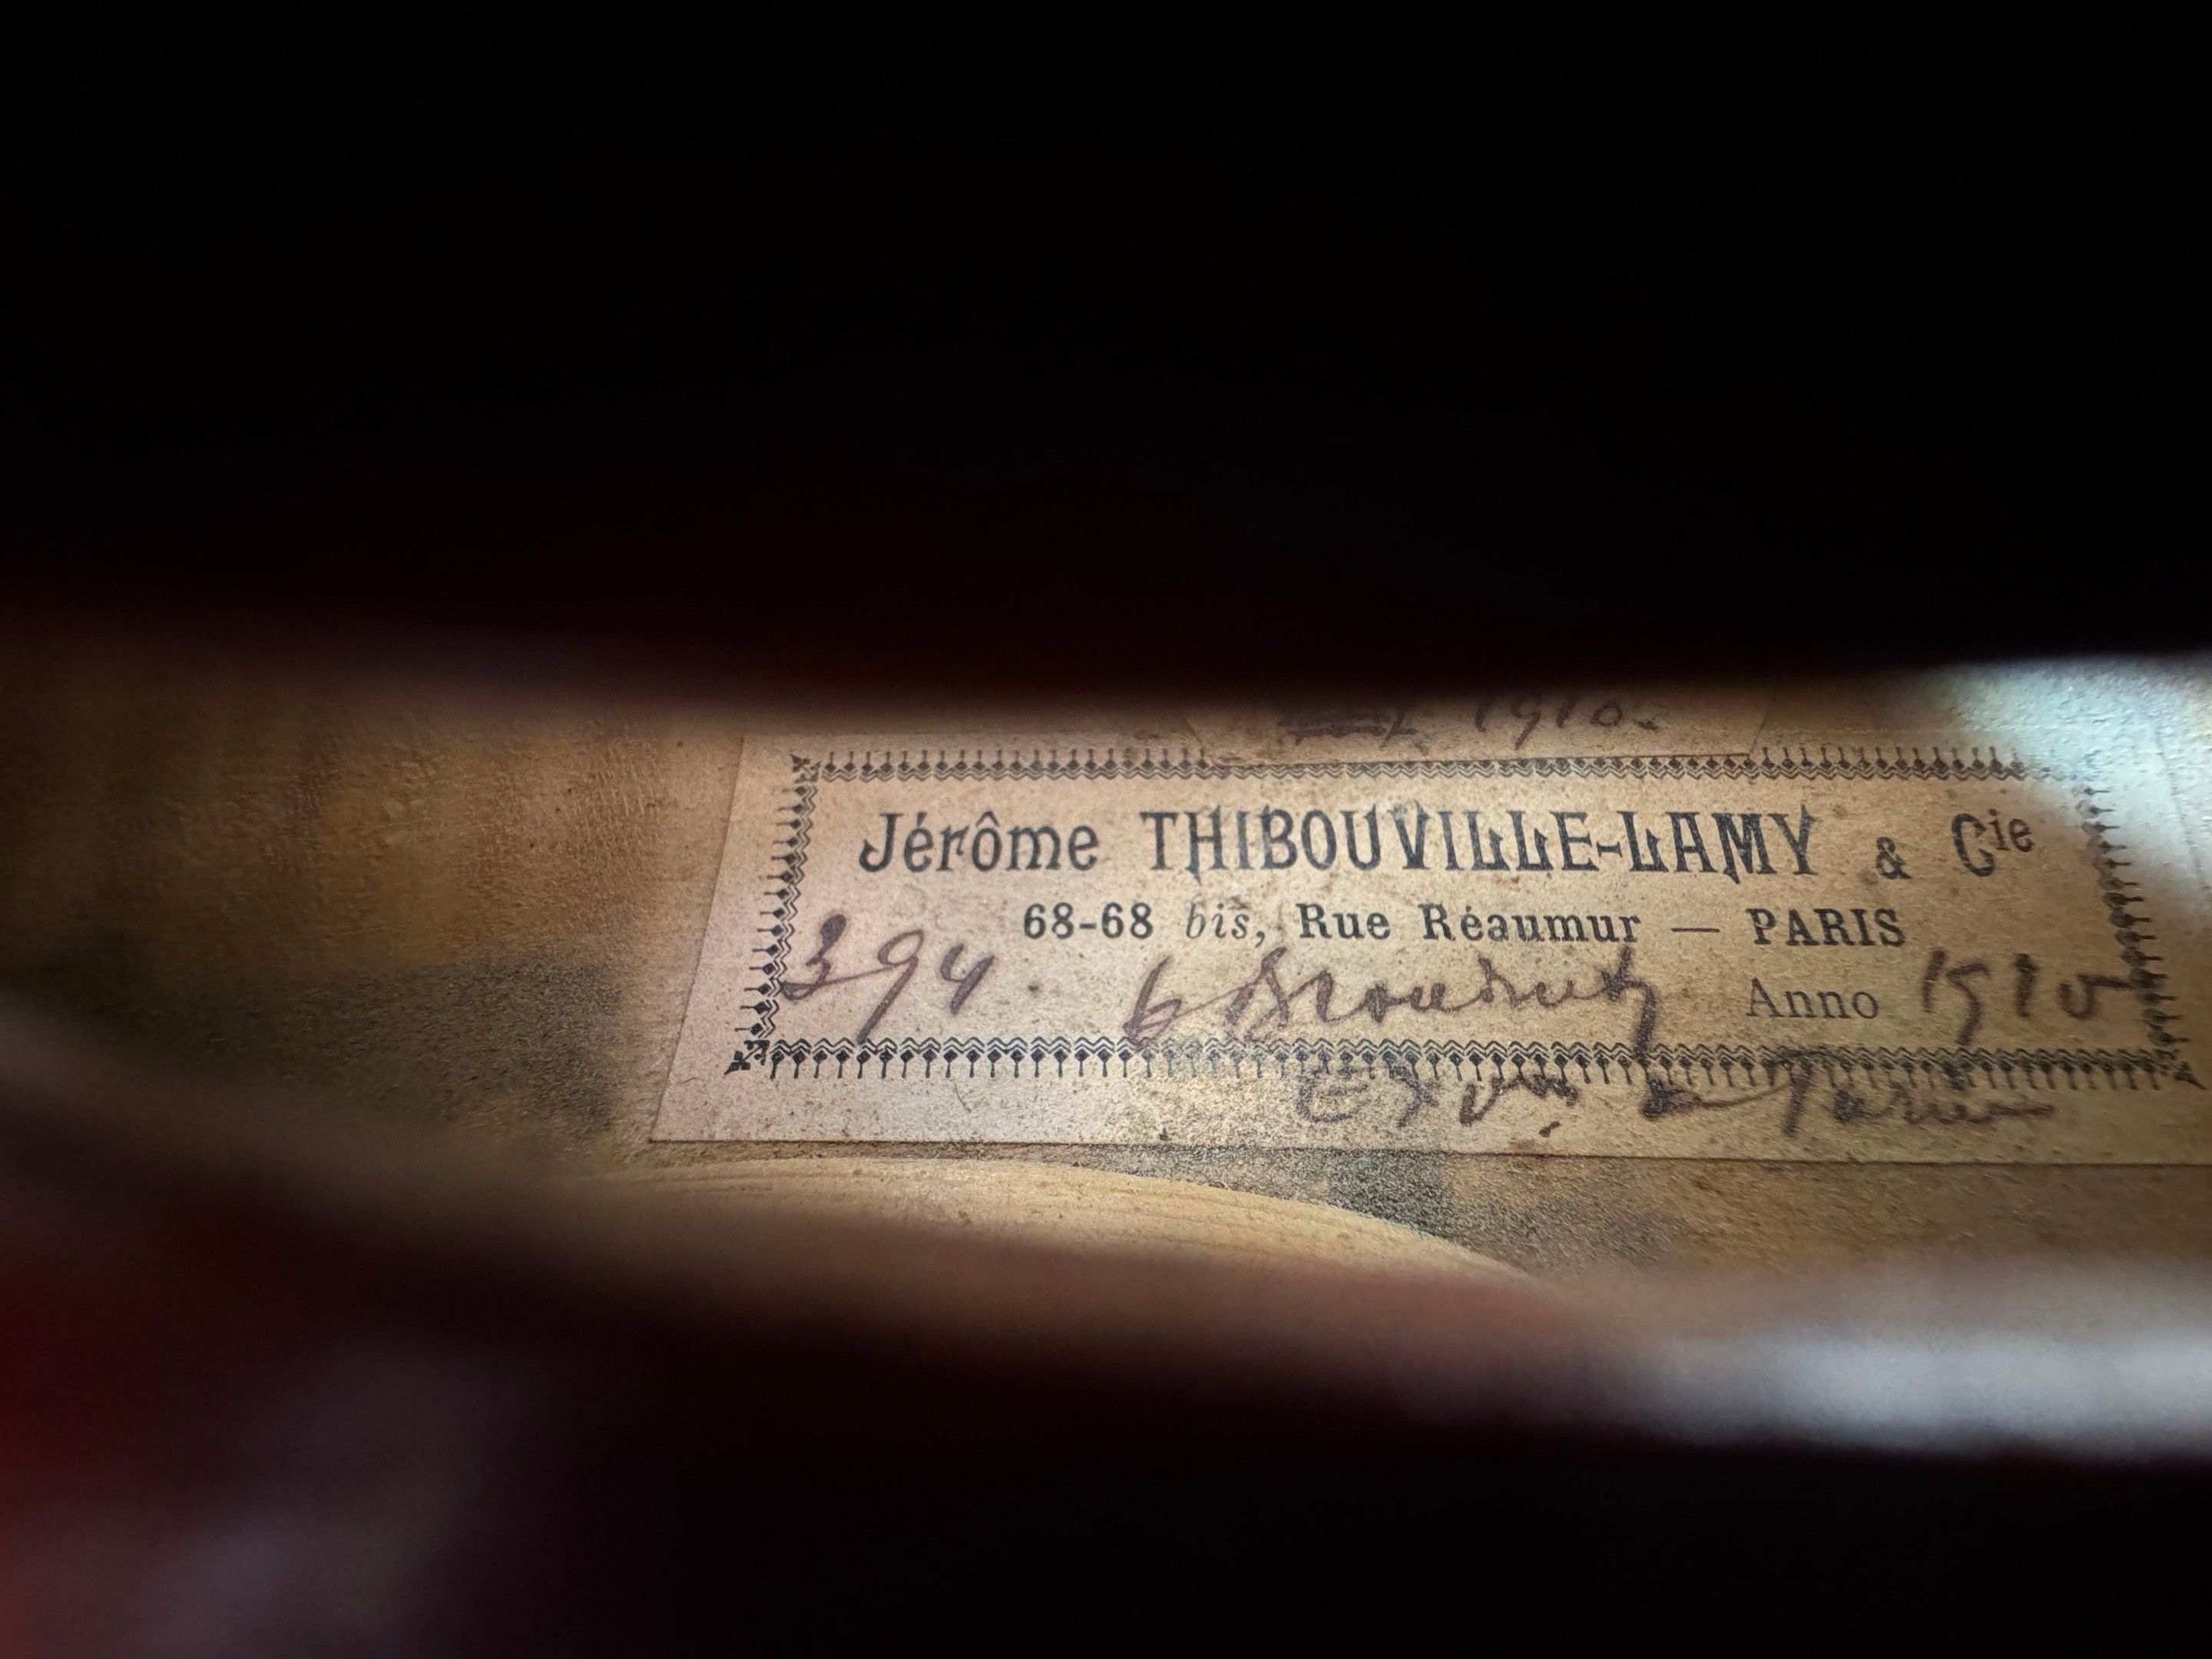 1910.
Jérôme THIBOUVILLE-LAMY & Cie
68-68 bis, Rue Réaumur — PARIS
394. Anno 1910